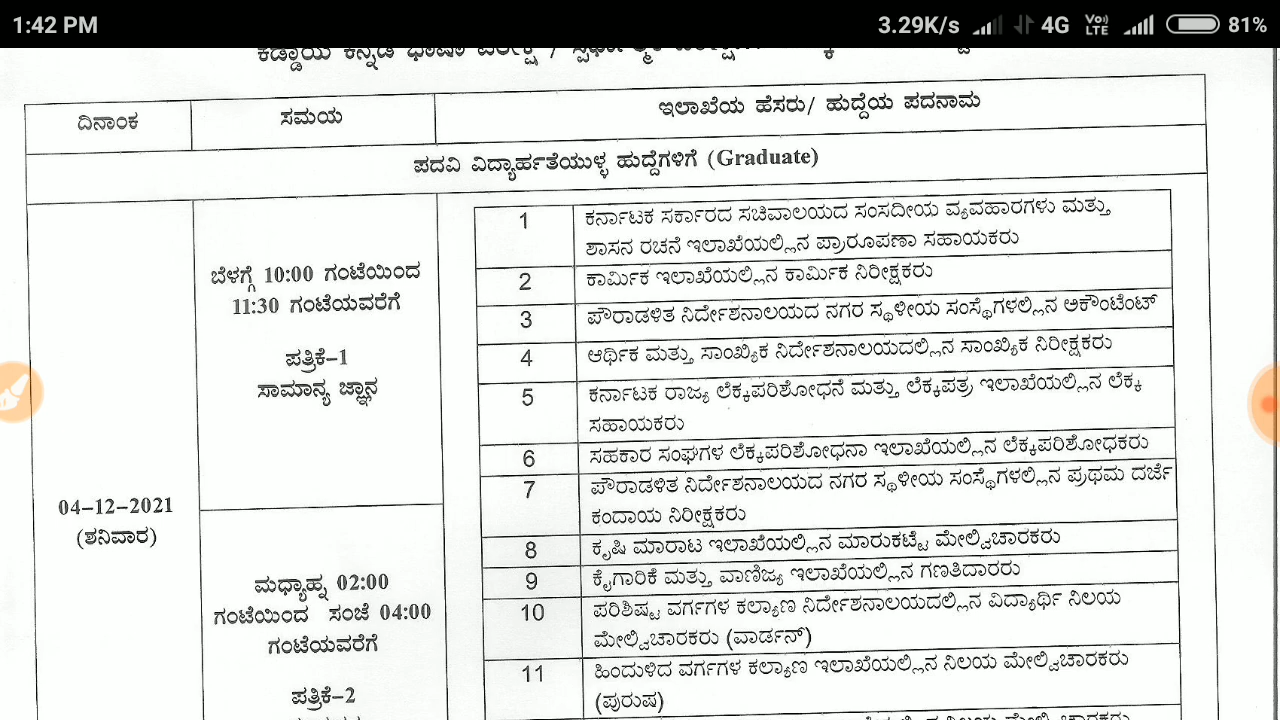 1:42 PM 3.29K/s 4G VoLTE 81%
ಕಡ್ಡಾಯ ಕನ್ನಡ ಭಾಷಾ ಪರೀಕ್ಷೆ /
ದಿನಾಂಕ ಸಮಯ ಇಲಾಖೆಯ ಹೆಸರು/ ಹುದ್ದೆಯ ಪದನಾಮ
ಪದವಿ ವಿದ್ಯಾರ್ಹತೆಯುಳ್ಳ ಹುದ್ದೆಗಳಿಗೆ (Graduate)
04-12-2021
(ಶನಿವಾರ)
ಬೆಳಗ್ಗೆ 10:00 ಗಂಟೆಯಿಂದ
11:30 ಗಂಟೆಯವರೆಗೆ
ಪತ್ರಿಕೆ-1
ಸಾಮಾನ್ಯ ಜ್ಞಾನ
ಮಧ್ಯಾಹ್ನ 02:00
ಗಂಟೆಯಿಂದ ಸಂಜೆ 04:00
ಗಂಟೆಯವರೆಗೆ
ಪತ್ರಿಕೆ-2
1 ಕರ್ನಾಟಕ ಸರ್ಕಾರದ ಸಚಿವಾಲಯದ ಸಂಸದೀಯ ವ್ಯವಹಾರಗಳು ಮತ್ತು
ಶಾಸನ ರಚನೆ ಇಲಾಖೆಯಲ್ಲಿನ ಪ್ರಾರೂಪಣಾ ಸಹಾಯಕರು
2 ಕಾರ್ಮಿಕ ಇಲಾಖೆಯಲ್ಲಿನ ಕಾರ್ಮಿಕ ನಿರೀಕ್ಷಕರು
3 ಪೌರಾಡಳಿತ ನಿರ್ದೇಶನಾಲಯದ ನಗರ ಸ್ಥಳೀಯ ಸಂಸ್ಥೆಗಳಲ್ಲಿನ ಅಕೌಂಟೆಂಟ್
4 ಆರ್ಥಿಕ ಮತ್ತು ಸಾಂಖ್ಯಿಕ ನಿರ್ದೇಶನಾಲಯದಲ್ಲಿನ ಸಾಂಖ್ಯಿಕ ನಿರೀಕ್ಷಕರು
5 ಕರ್ನಾಟಕ ರಾಜ್ಯ ಲೆಕ್ಕಪರಿಶೋಧನೆ ಮತ್ತು ಲೆಕ್ಕಪತ್ರ ಇಲಾಖೆಯಲ್ಲಿನ ಲೆಕ್ಕ
ಸಹಾಯಕರು
6 ಸಹಕಾರ ಸಂಘಗಳ ಲೆಕ್ಕಪರಿಶೋಧನಾ ಇಲಾಖೆಯಲ್ಲಿನ ಲೆಕ್ಕಪರಿಶೋಧಕರು
7 ಪೌರಾಡಳಿತ ನಿರ್ದೇಶನಾಲಯದ ನಗರ ಸ್ಥಳೀಯ ಸಂಸ್ಥೆಗಳಲ್ಲಿನ ಪ್ರಥಮ ದರ್ಜೆ
ಕಂದಾಯ ನಿರೀಕ್ಷಕರು
8 ಕೃಷಿ ಮಾರಾಟ ಇಲಾಖೆಯಲ್ಲಿನ ಮಾರುಕಟ್ಟೆ ಮೇಲ್ವಿಚಾರಕರು
9 ಕೈಗಾರಿಕೆ ಮತ್ತು ವಾಣಿಜ್ಯ ಇಲಾಖೆಯಲ್ಲಿನ ಗಣತಿದಾರರು
10 ಪರಿಶಿಷ್ಟ ವರ್ಗಗಳ ಕಲ್ಯಾಣ ನಿರ್ದೇಶನಾಲಯದಲ್ಲಿನ ವಿದ್ಯಾರ್ಥಿ ನಿಲಯ
ಮೇಲ್ವಿಚಾರಕರು (ವಾರ್ಡನ್)
11 ಹಿಂದುಳಿದ ವರ್ಗಗಳ ಕಲ್ಯಾಣ ಇಲಾಖೆಯಲ್ಲಿನ ನಿಲಯ ಮೇಲ್ವಿಚಾರಕರು
(ಪುರುಷ)